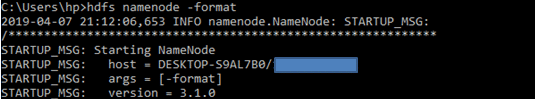 C:\Users\hp>hdfs namenode -format
2019-04-07 21:12:06,653 INFO namenode.NameNode: STARTUP_MSG:
/************************************************************
STARTUP_MSG: Starting NameNode
STARTUP_MSG:   host = DESKTOP-S9AL7B0/
STARTUP_MSG:   args = [-format]
STARTUP_MSG:   version = 3.1.0